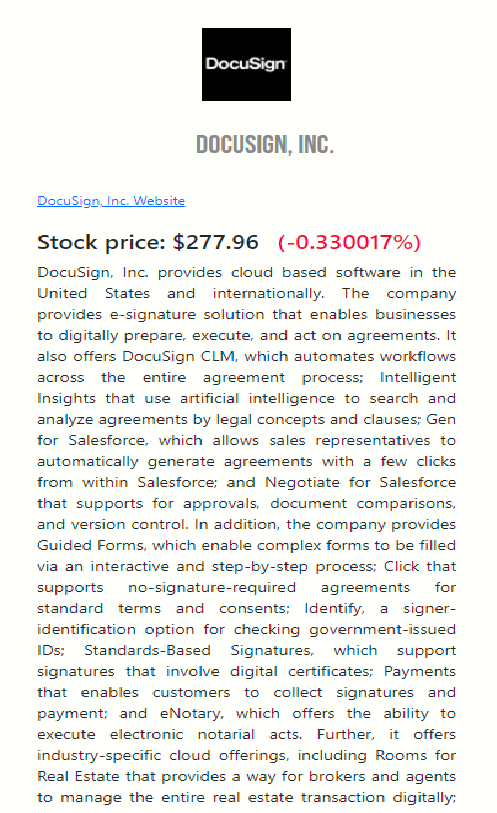 DocuSign
DOCUSIGN, INC.
DocuSign, Inc. Website
Stock price: $277.96 (-0.330017%)
DocuSign, Inc. provides cloud based software in the
United States and internationally. The company
provides e-signature solution that enables businesses
to digitally prepare, execute, and act on agreements. It
also offers DocuSign CLM, which automates workflows
across the entire agreement process; Intelligent
Insights that use artificial intelligence to search and
analyze agreements by legal concepts and clauses; Gen
for Salesforce, which allows sales representatives to
automatically generate agreements with a few clicks
from within Salesforce; and Negotiate for Salesforce
that supports for approvals, document comparisons,
and version control. In addition, the company provides
Guided Forms, which enable complex forms to be filled
via an interactive and step-by-step process; Click that
supports no-signature-required agreements for
standard terms and consents; Identify, a signer-
identification option for checking government-issued
IDs; Standards-Based Signatures, which support
signatures that involve digital certificates; Payments
that enables customers to collect signatures and
payment; and eNotary, which offers the ability to
execute electronic notarial acts. Further, it offers
industry-specific cloud offerings, including Rooms for
Real Estate that provides a way for brokers and agents
to manage the entire real estate transaction digitally;